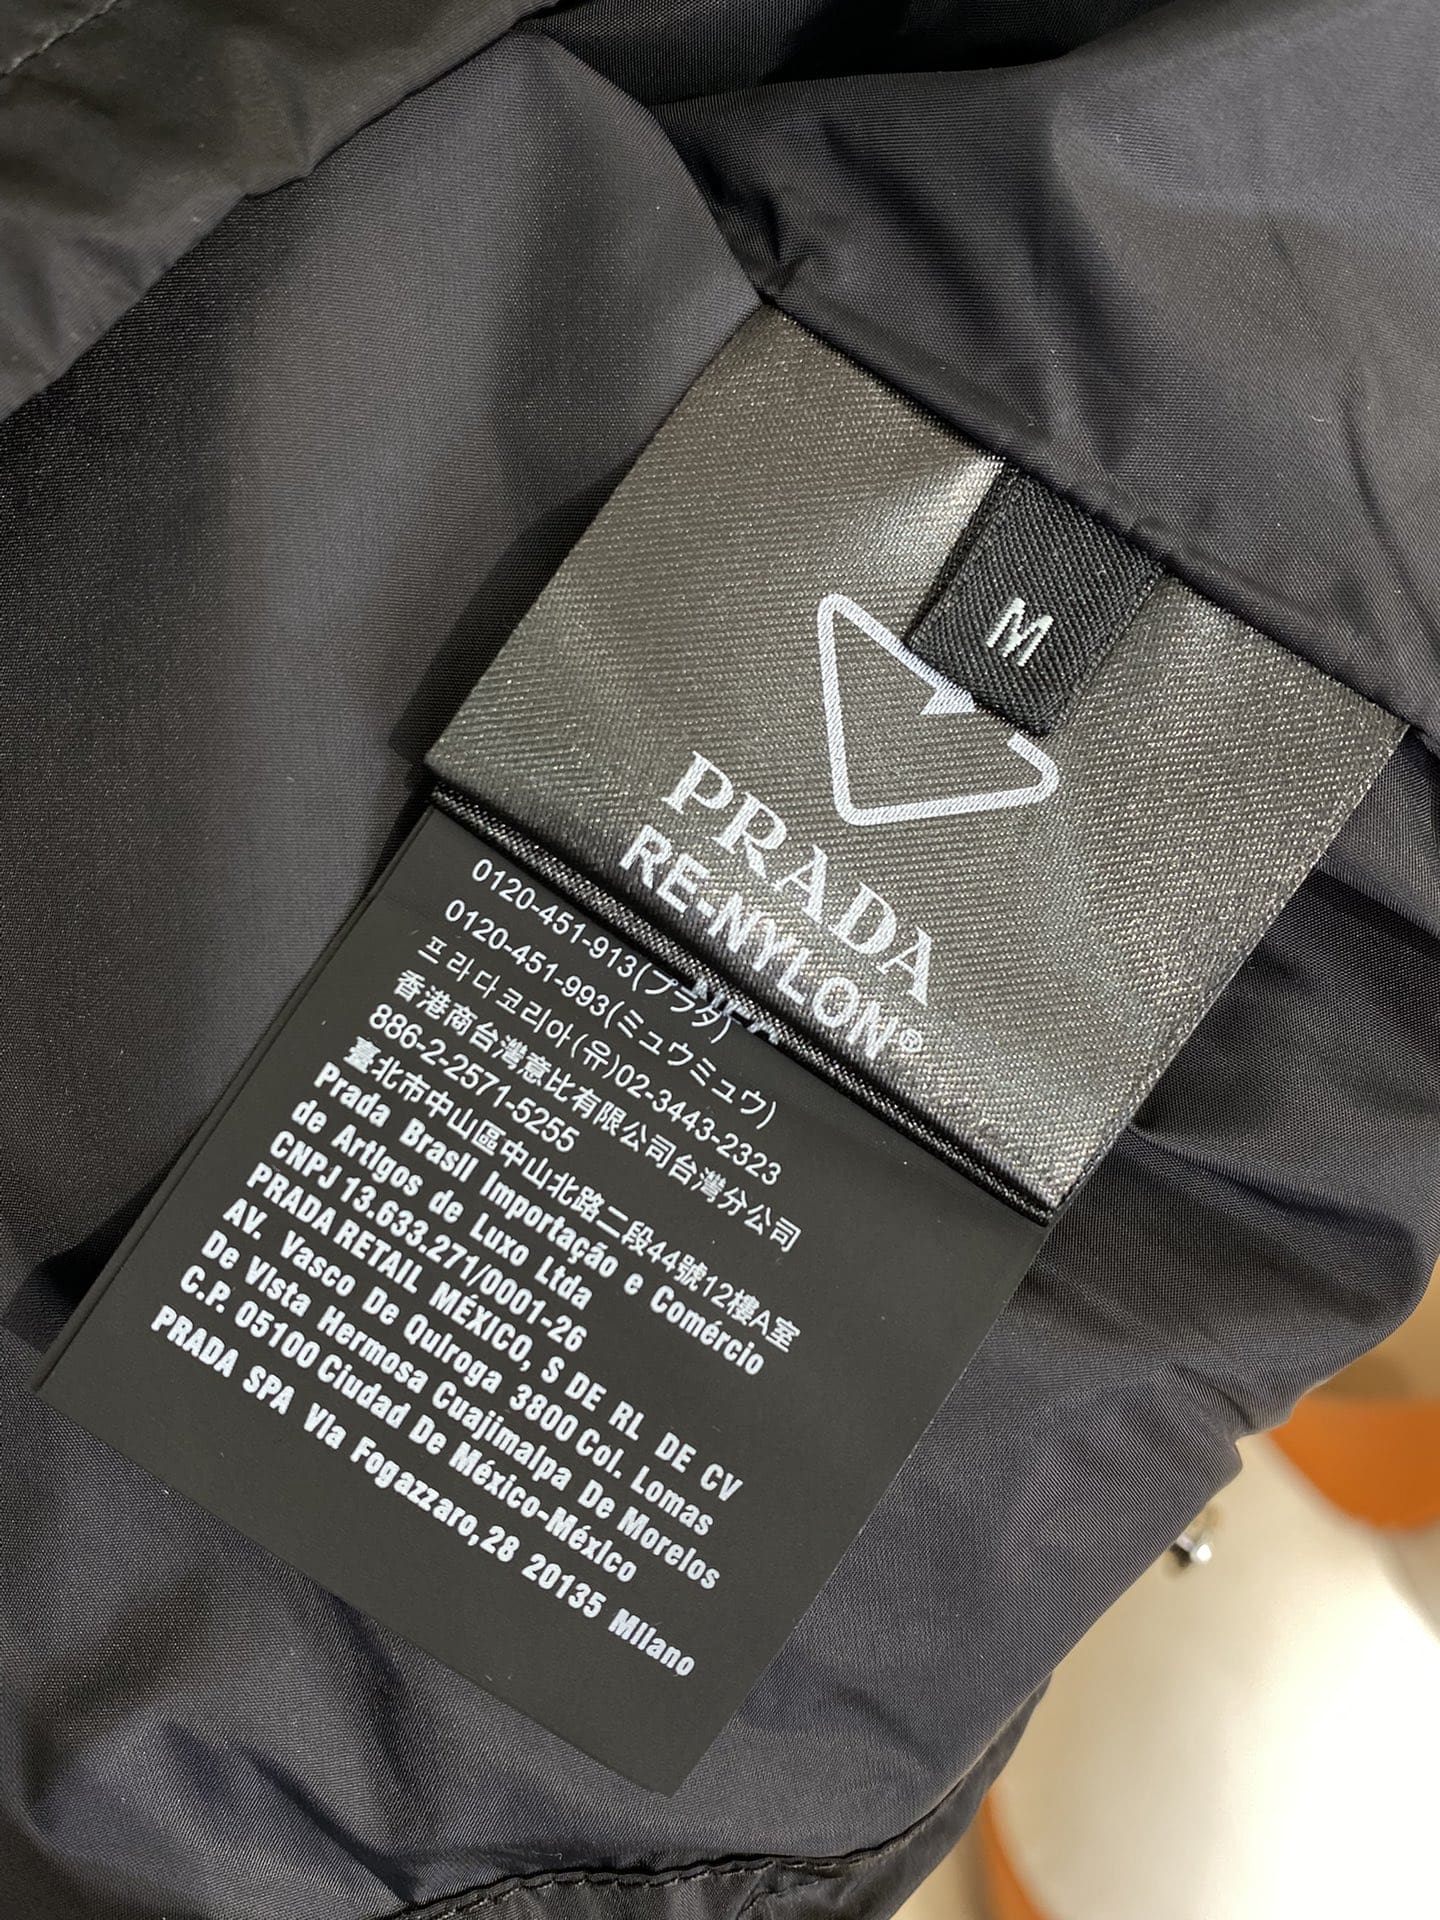 M
PRADA
RE-NYLON®
0120-451-913(プラダ)
0120-451-993(ミュウミュウ)
프라다코리아(유)02-3443-2323
香港商台灣意比有限公司台灣分公司
886-2-2571-5255
臺北市中山區中山北路二段44號12樓A室
Prada Brasil Importação e Comércio
de Artigos de Luxo Ltda
CNPJ 13.633.271/0001-26
PRADA RETAIL MÉXICO, S DE RL DE CV
AV. Vasco De Quiroga 3800 Col. Lomas
De Vista Hermosa Cuajimalpa De Morelos
C.P. 05100 Ciudad De México-México
PRADA SPA Via Fogazzaro,28 20135 Milano